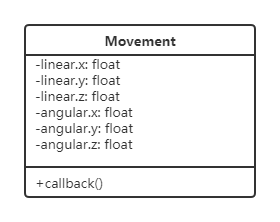 Movement
-linear.x: float
-linear.y: float
-linear.z: float
-angular.x: float
-angular.y: float
-angular.z: float
+callback()